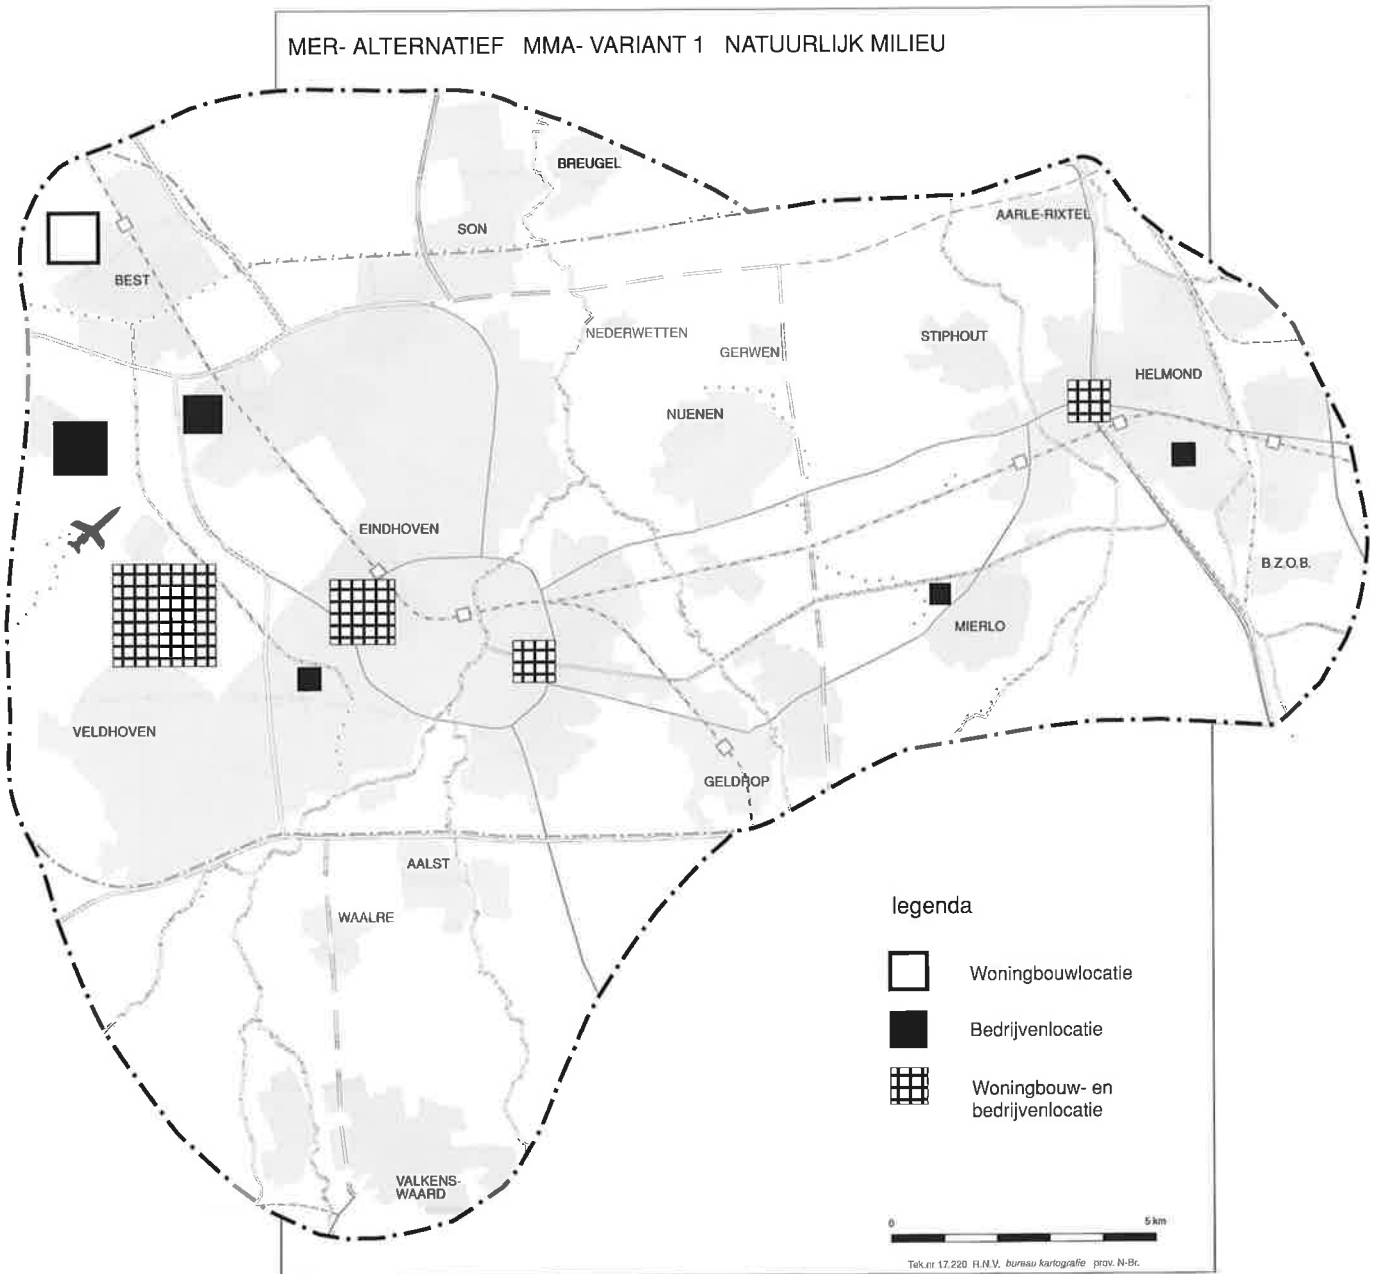 MER- ALTERNATIEF MMA- VARIANT 1 NATUURLIJK MILIEU
BREUGEL
SON
AARLE-RIXTEL
BEST
NEDERWETTEN
GERWEN
STIPHOUT
HELMOND
NUENEN
EINDHOVEN
B.Z.O.B.
MIERLO
VELDHOVEN
GELDROP
AALST
WAALRE
VALKENS-
WAARD
legenda
Woningbouwlocatie
Bedrijvenlocatie
Woningbouw- en
bedrijvenlocatie
0 5 km
Tek.nr 17.220 R.N.V. bureau kartografie prov. N-Br.